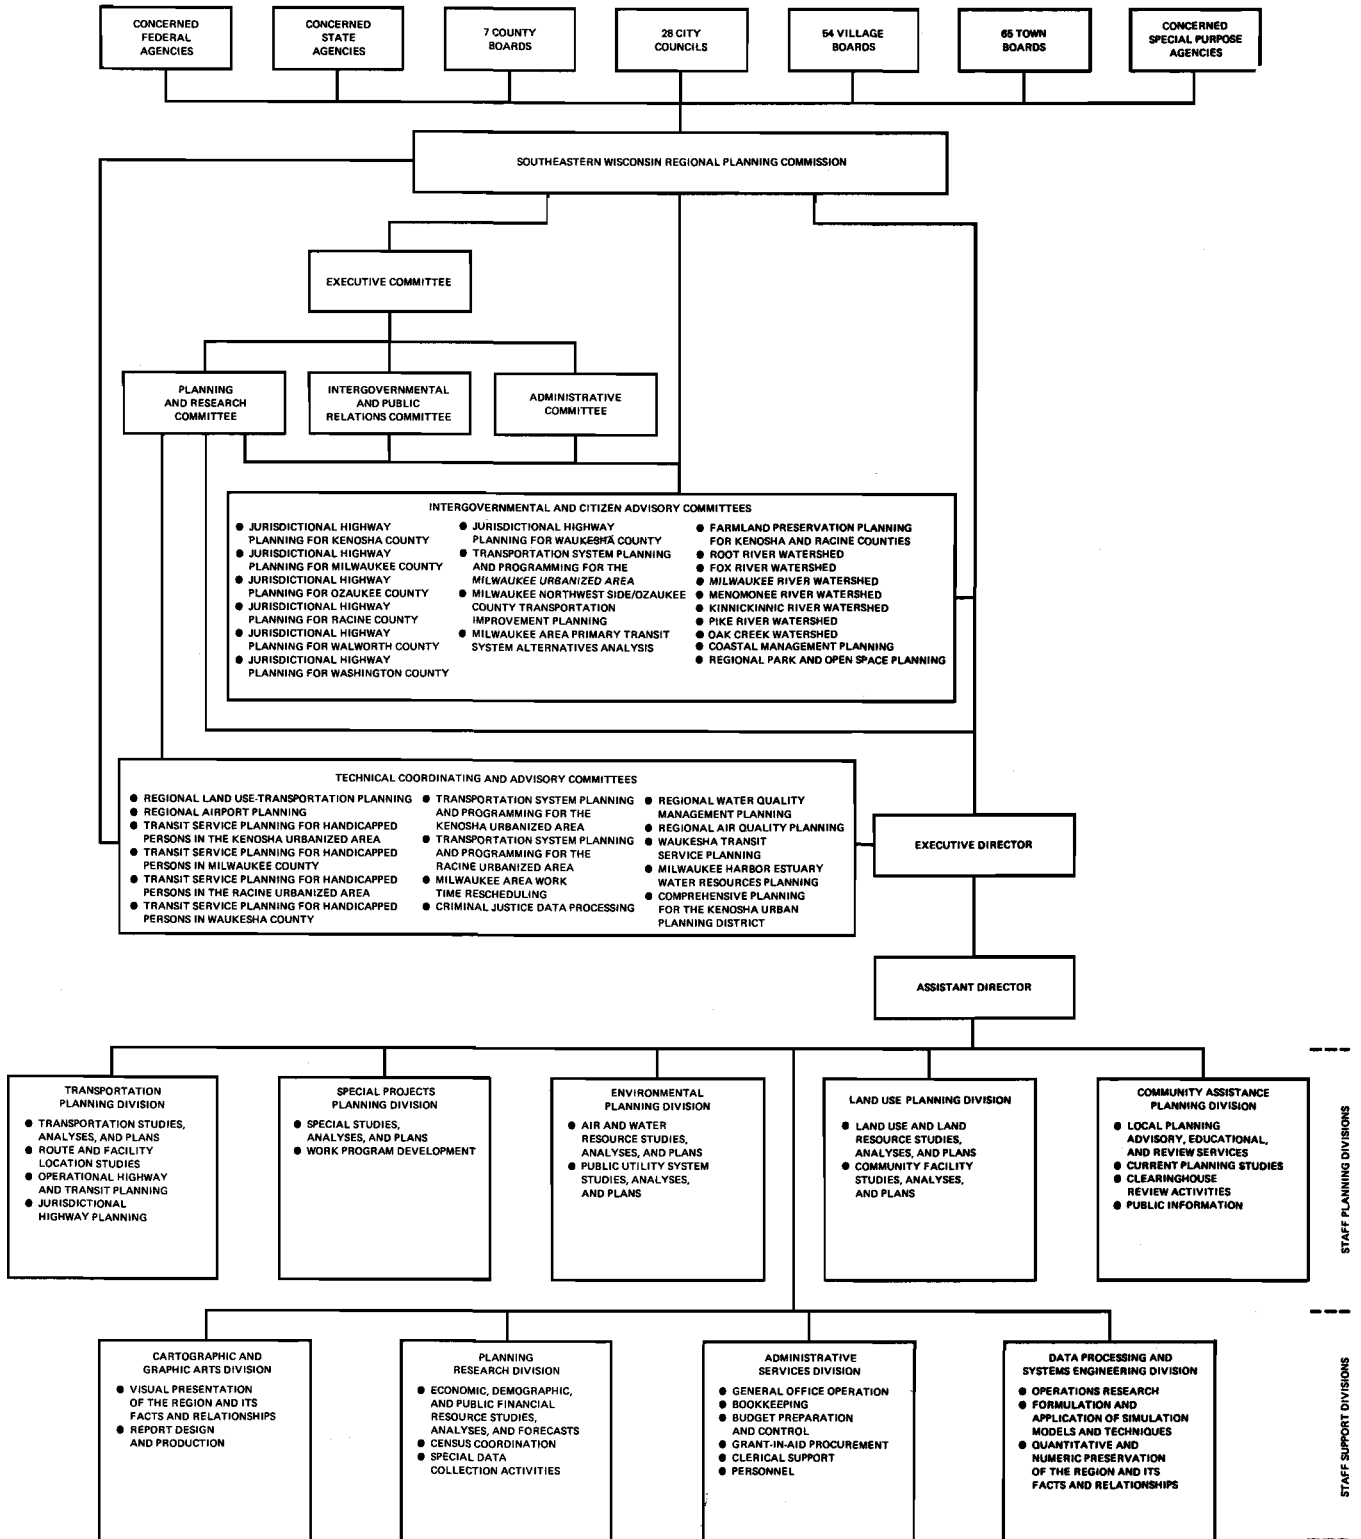 CONCERNED
FEDERAL
AGENCIES
CONCERNED
STATE
AGENCIES
7 COUNTY
BOARDS
28 CITY
COUNCILS
54 VILLAGE
BOARDS
65 TOWN
BOARDS
CONCERNED
SPECIAL PURPOSE
AGENCIES
SOUTHEASTERN WISCONSIN REGIONAL PLANNING COMMISSION
EXECUTIVE COMMITTEE
PLANNING
AND RESEARCH
COMMITTEE
INTERGOVERNMENTAL
AND PUBLIC
RELATIONS COMMITTEE
ADMINISTRATIVE
COMMITTEE
INTERGOVERNMENTAL AND CITIZEN ADVISORY COMMITTEES
● JURISDICTIONAL HIGHWAY
PLANNING FOR KENOSHA COUNTY
● JURISDICTIONAL HIGHWAY
PLANNING FOR MILWAUKEE COUNTY
● JURISDICTIONAL HIGHWAY
PLANNING FOR OZAUKEE COUNTY
● JURISDICTIONAL HIGHWAY
PLANNING FOR RACINE COUNTY
● JURISDICTIONAL HIGHWAY
PLANNING FOR WALWORTH COUNTY
● JURISDICTIONAL HIGHWAY
PLANNING FOR WASHINGTON COUNTY
● JURISDICTIONAL HIGHWAY
PLANNING FOR WAUKESHA COUNTY
● TRANSPORTATION SYSTEM PLANNING
AND PROGRAMMING FOR THE
MILWAUKEE URBANIZED AREA
● MILWAUKEE NORTHWEST SIDE/OZAUKEE
COUNTY TRANSPORTATION
IMPROVEMENT PLANNING
● MILWAUKEE AREA PRIMARY TRANSIT
SYSTEM ALTERNATIVES ANALYSIS
● FARMLAND PRESERVATION PLANNING
FOR KENOSHA AND RACINE COUNTIES
● ROOT RIVER WATERSHED
● FOX RIVER WATERSHED
● MILWAUKEE RIVER WATERSHED
● MENOMONEE RIVER WATERSHED
● KINNICKINNIC RIVER WATERSHED
● PIKE RIVER WATERSHED
● OAK CREEK WATERSHED
● COASTAL MANAGEMENT PLANNING
● REGIONAL PARK AND OPEN SPACE PLANNING
TECHNICAL COORDINATING AND ADVISORY COMMITTEES
● REGIONAL LAND USE-TRANSPORTATION PLANNING
● REGIONAL AIRPORT PLANNING
● TRANSIT SERVICE PLANNING FOR HANDICAPPED
PERSONS IN THE KENOSHA URBANIZED AREA
● TRANSIT SERVICE PLANNING FOR HANDICAPPED
PERSONS IN MILWAUKEE COUNTY
● TRANSIT SERVICE PLANNING FOR HANDICAPPED
PERSONS IN THE RACINE URBANIZED AREA
● TRANSIT SERVICE PLANNING FOR HANDICAPPED
PERSONS IN WAUKESHA COUNTY
● TRANSPORTATION SYSTEM PLANNING
AND PROGRAMMING FOR THE
KENOSHA URBANIZED AREA
● TRANSPORTATION SYSTEM PLANNING
AND PROGRAMMING FOR THE
RACINE URBANIZED AREA
● MILWAUKEE AREA WORK
TIME RESCHEDULING
● CRIMINAL JUSTICE DATA PROCESSING
● REGIONAL WATER QUALITY
MANAGEMENT PLANNING
● REGIONAL AIR QUALITY PLANNING
● WAUKESHA TRANSIT
SERVICE PLANNING
● MILWAUKEE HARBOR ESTUARY
WATER RESOURCES PLANNING
● COMPREHENSIVE PLANNING
FOR THE KENOSHA URBAN
PLANNING DISTRICT
EXECUTIVE DIRECTOR
ASSISTANT DIRECTOR
TRANSPORTATION
PLANNING DIVISION
● TRANSPORTATION STUDIES,
ANALYSES, AND PLANS
● ROUTE AND FACILITY
LOCATION STUDIES
● OPERATIONAL HIGHWAY
AND TRANSIT PLANNING
● JURISDICTIONAL
HIGHWAY PLANNING
SPECIAL PROJECTS
PLANNING DIVISION
● SPECIAL STUDIES,
ANALYSES, AND PLANS
● WORK PROGRAM DEVELOPMENT
ENVIRONMENTAL
PLANNING DIVISION
● AIR AND WATER
RESOURCE STUDIES,
ANALYSES, AND PLANS
● PUBLIC UTILITY SYSTEM
STUDIES, ANALYSES,
AND PLANS
LAND USE PLANNING DIVISION
● LAND USE AND LAND
RESOURCE STUDIES,
ANALYSES, AND PLANS
● COMMUNITY FACILITY
STUDIES, ANALYSES,
AND PLANS
COMMUNITY ASSISTANCE
PLANNING DIVISION
● LOCAL PLANNING
ADVISORY, EDUCATIONAL,
AND REVIEW SERVICES
● CURRENT PLANNING STUDIES
● CLEARINGHOUSE
REVIEW ACTIVITIES
● PUBLIC INFORMATION
STAFF PLANNING DIVISIONS
CARTOGRAPHIC AND
GRAPHIC ARTS DIVISION
● VISUAL PRESENTATION
OF THE REGION AND ITS
FACTS AND RELATIONSHIPS
● REPORT DESIGN
AND PRODUCTION
PLANNING
RESEARCH DIVISION
● ECONOMIC, DEMOGRAPHIC,
AND PUBLIC FINANCIAL
RESOURCE STUDIES,
ANALYSES, AND FORECASTS
● CENSUS COORDINATION
● SPECIAL DATA
COLLECTION ACTIVITIES
ADMINISTRATIVE
SERVICES DIVISION
● GENERAL OFFICE OPERATION
● BOOKKEEPING
● BUDGET PREPARATION
AND CONTROL
● GRANT-IN-AID PROCUREMENT
● CLERICAL SUPPORT
● PERSONNEL
DATA PROCESSING AND
SYSTEMS ENGINEERING DIVISION
● OPERATIONS RESEARCH
● FORMULATION AND
APPLICATION OF SIMULATION
MODELS AND TECHNIQUES
● QUANTITATIVE AND
NUMERIC PRESERVATION
OF THE REGION AND ITS
FACTS AND RELATIONSHIPS
STAFF SUPPORT DIVISIONS